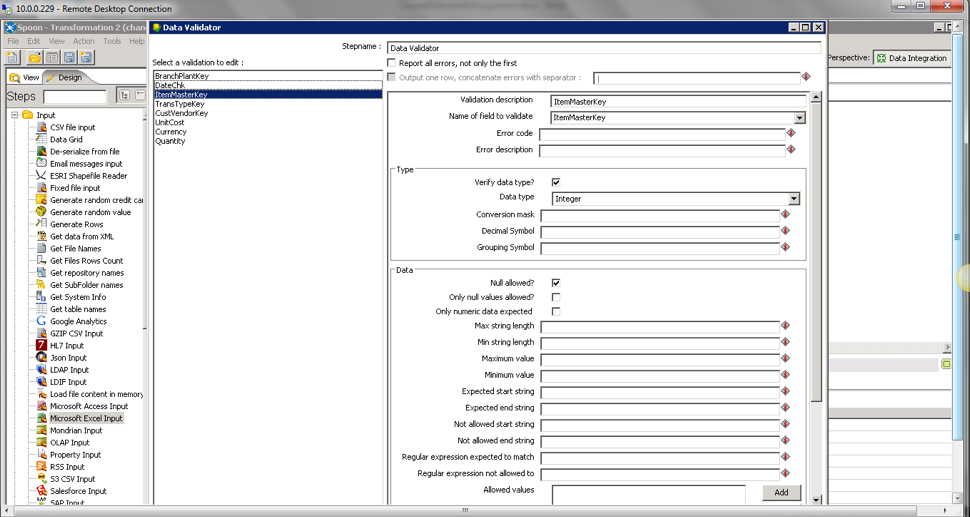 10.0.0.229 - Remote Desktop Connection
Spoon - Transformation 2 (chan
File Edit View Action Tools Help
Perspective: Data Integration
View Design
Steps
Input
CSV file input
Data Grid
De-serialize from file
Email messages input
ESRI Shapefile Reader
Fixed file input
Generate random credit car
Generate random value
Generate Rows
Get data from XML
Get File Names
Get Files Rows Count
Get repository names
Get SubFolder names
Get System Info
Get table names
Google Analytics
GZIP CSV Input
HL7 Input
Json Input
LDAP Input
LDIF Input
Load file content in memory
Microsoft Access Input
Microsoft Excel Input
Mondrian Input
OLAP Input
Property Input
RSS Input
S3 CSV Input
Salesforce Input
SAP Input
Data Validator
Stepname : Data Validator
Select a validation to edit :
BranchPlantKey
DateChk
ItemMasterKey
TransTypeKey
CustVendorKey
UnitCost
Currency
Quantity
Report all errors, not only the first
Output one row, concatenate errors with separator :
Validation description ItemMasterKey
Name of field to validate ItemMasterKey
Error code
Error description
Type
Verify data type?
Data type Integer
Conversion mask
Decimal Symbol
Grouping Symbol
Data
Null allowed?
Only null values allowed?
Only numeric data expected
Max string length
Min string length
Maximum value
Minimum value
Expected start string
Expected end string
Not allowed start string
Not allowed end string
Regular expression expected to match
Regular expression not allowed to
Allowed values Add